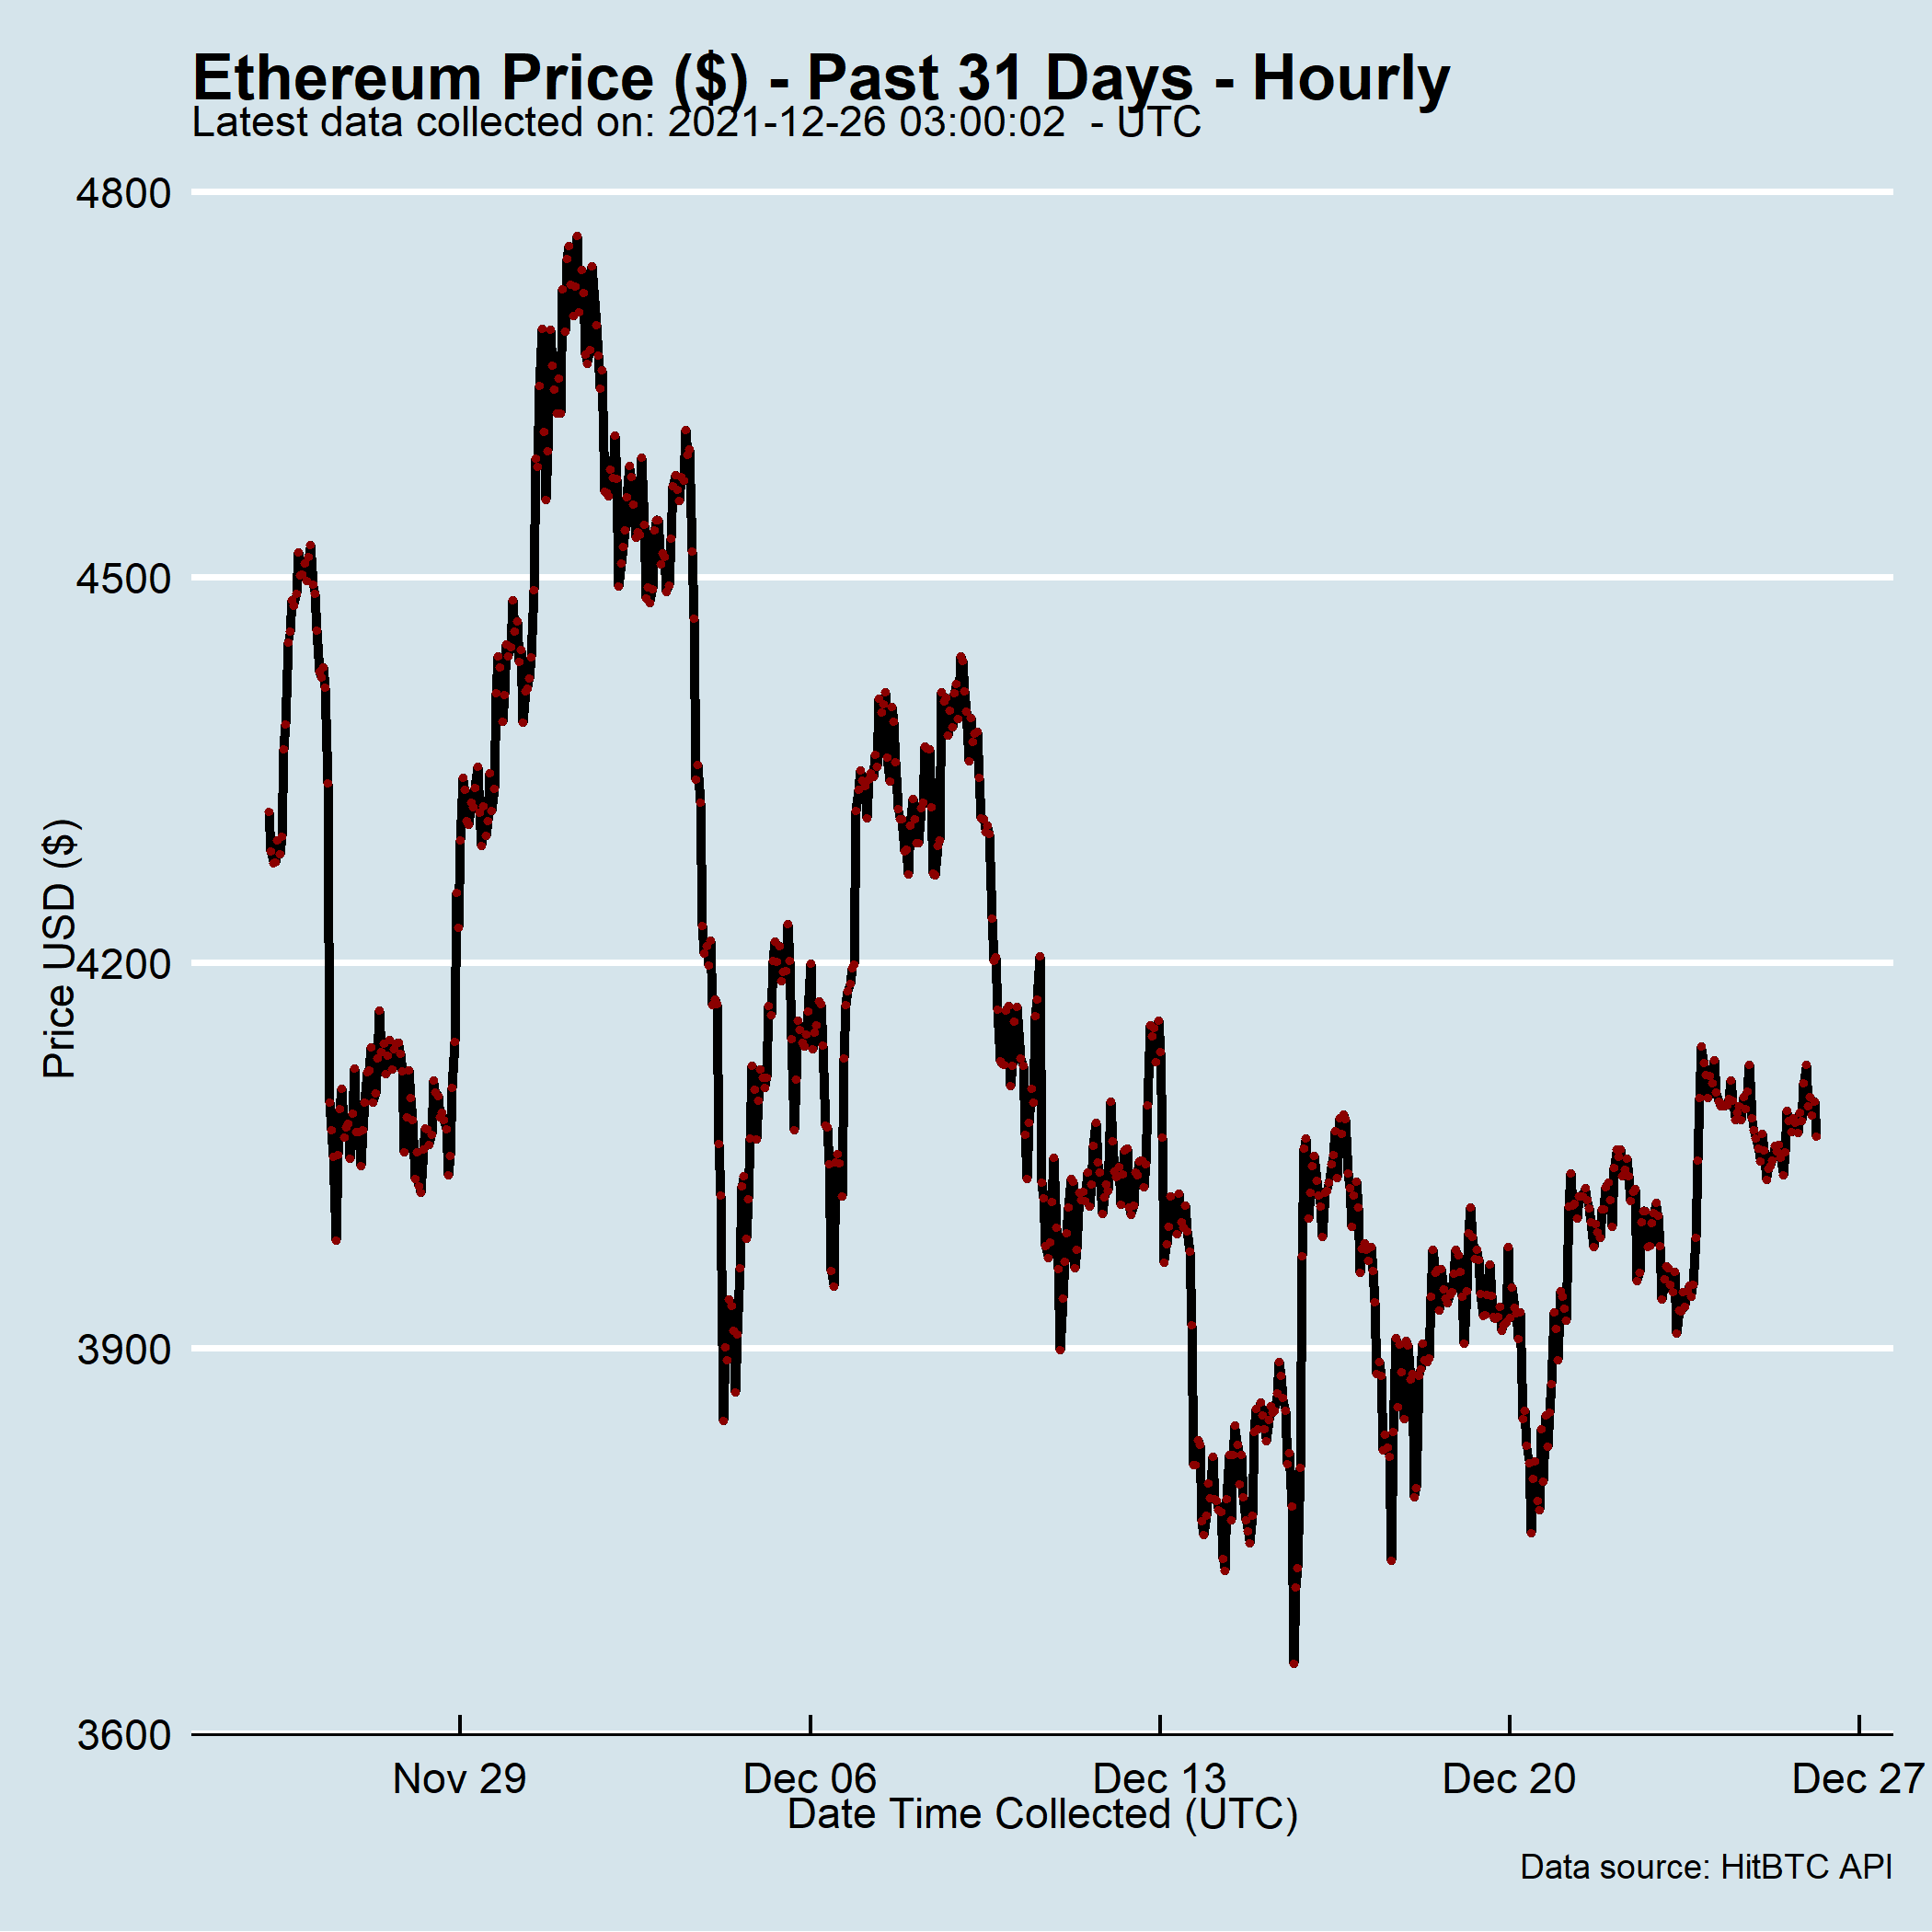 Ethereum Price ($) - Past 31 Days - Hourly
Latest data collected on: 2021-12-26 03:00:02  - UTC
4800
4500
4200
3900
3600
Price USD ($)
Nov 29
Dec 06
Dec 13
Dec 20
Dec 27
Date Time Collected (UTC)
Data source: HitBTC API